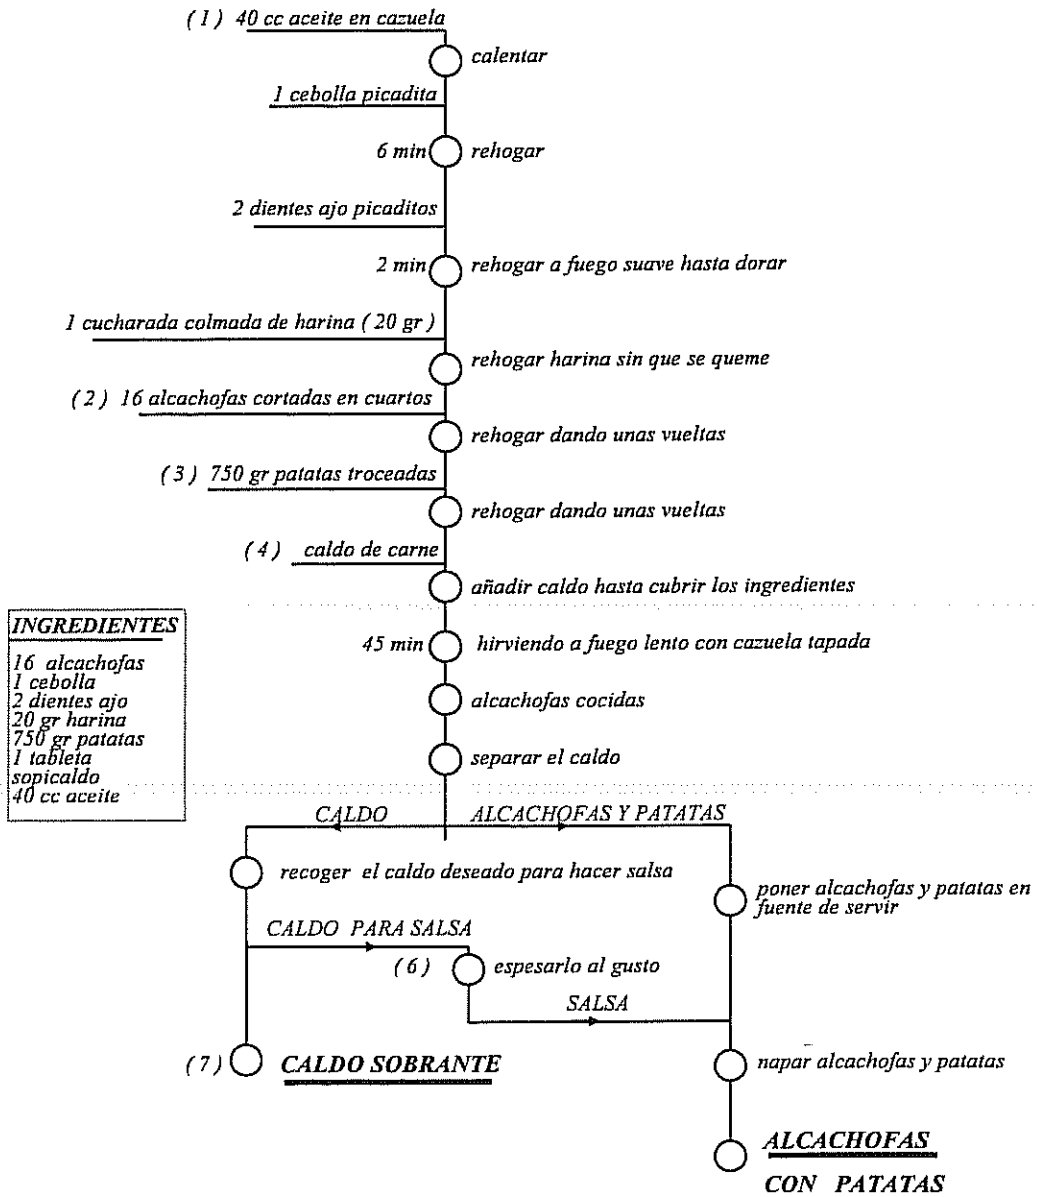 (1) 40 cc aceite en cazuela
calentar
1 cebolla picadita
6 min rehogar
2 dientes ajo picaditos
2 min rehogar a fuego suave hasta dorar
1 cucharada colmada de harina (20 gr)
rehogar harina sin que se queme
(2) 16 alcachofas cortadas en cuartos
rehogar dando unas vueltas
(3) 750 gr patatas troceadas
rehogar dando unas vueltas
(4) caldo de carne
añadir caldo hasta cubrir los ingredientes
45 min hirviendo a fuego lento con cazuela tapada
alcachofas cocidas
separar el caldo
INGREDIENTES
16 alcachofas
1 cebolla
2 dientes ajo
20 gr harina
750 gr patatas
1 tableta
sopicaldo
40 cc aceite
CALDO ALCACHOFAS Y PATATAS
recoger el caldo deseado para hacer salsa
poner alcachofas y patatas en
fuente de servir
CALDO PARA SALSA
(6) espesarlo al gusto
SALSA
(7) CALDO SOBRANTE
napar alcachofas y patatas
ALCACHOFAS
CON PATATAS